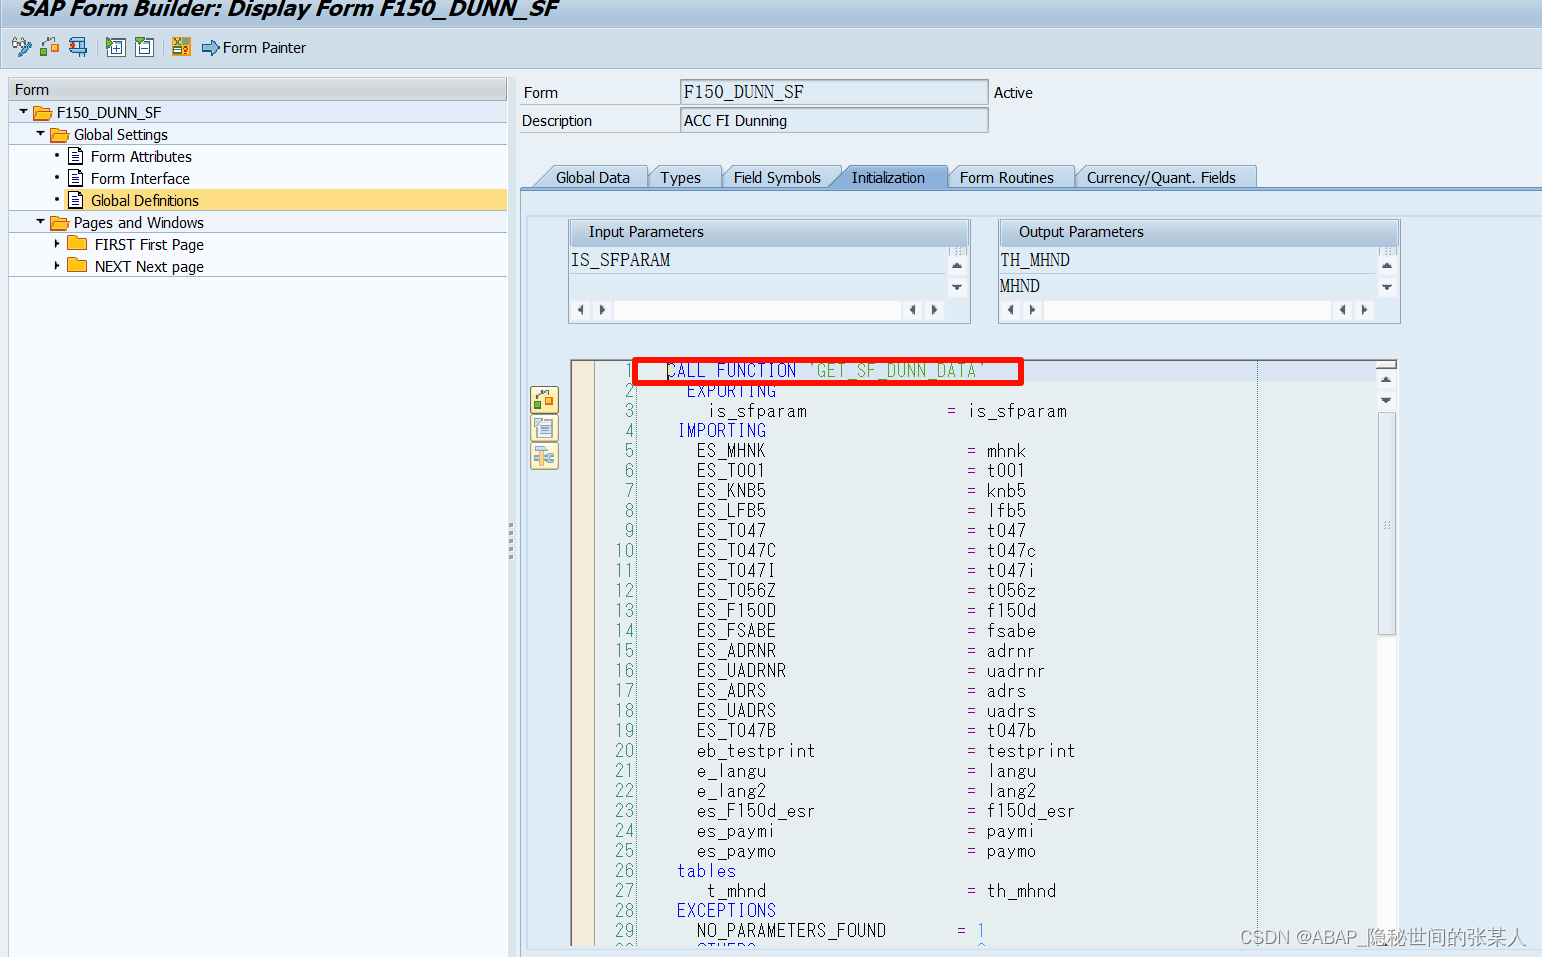 SAP Form Builder: Display Form F150_DUNN_SF
Form Painter
Form
F150_DUNN_SF
Global Settings
Form Attributes
Form Interface
Global Definitions
Pages and Windows
FIRST First Page
NEXT Next page
Form F150_DUNN_SF Active
Description ACC FI Dunning
Global Data Types Field Symbols Initialization Form Routines Currency/Quant. Fields
Input Parameters
IS_SFPARAM
Output Parameters
TH_MHND
MHND
1 CALL FUNCTION 'GET_SF_DUNN_DATA'
2 EXPORTING
3 is_sfparam = is_sfparam
4 IMPORTING
5 ES_MHNK = mhnk
6 ES_T001 = t001
7 ES_KNB5 = knb5
8 ES_LFB5 = lfb5
9 ES_T047 = t047
10 ES_T047C = t047c
11 ES_T047I = t047i
12 ES_T056Z = t056z
13 ES_F150D = f150d
14 ES_FSABE = fsabe
15 ES_ADRNR = adrnr
16 ES_UADRNR = uadrnr
17 ES_ADRS = adrs
18 ES_UADRS = uadrs
19 ES_T047B = t047b
20 eb_testprint = testprint
21 e_langu = langu
22 e_lang2 = lang2
23 es_F150d_esr = f150d_esr
24 es_paymi = paymi
25 es_paymo = paymo
26 tables
27 t_mhnd = th_mhnd
28 EXCEPTIONS
29 NO_PARAMETERS_FOUND = 1
CSDN @ABAP_隐秘世间的张某人